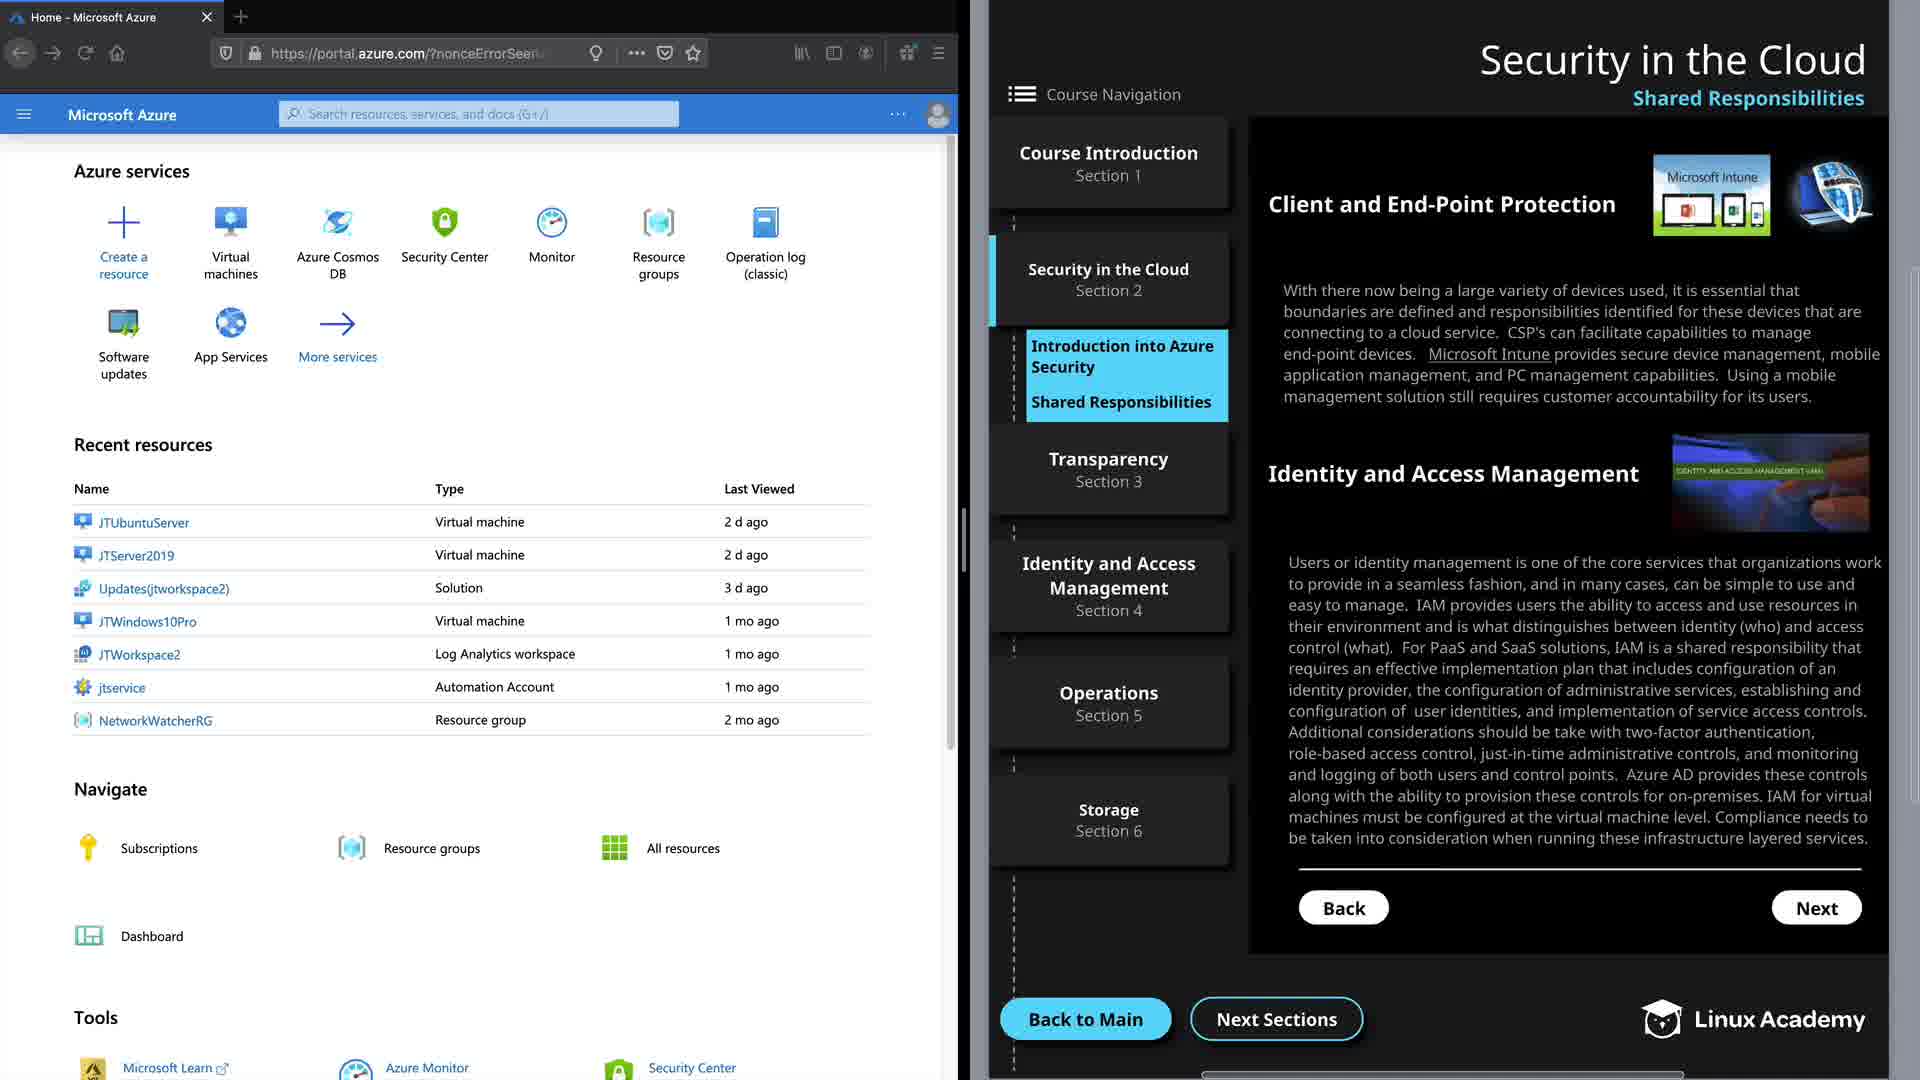 Home - Microsoft Azure
https://portal.azure.com/?nonceErrorSeen
Microsoft Azure
Search resources, services, and docs (G+/)
Azure services
Create a resource
Virtual machines
Azure Cosmos DB
Security Center
Monitor
Resource groups
Operation log (classic)
Software updates
App Services
More services
Recent resources
Name Type Last Viewed
JTUbuntuServer Virtual machine 2 d ago
JTServer2019 Virtual machine 2 d ago
Updates(jtworkspace2) Solution 3 d ago
JTWindows10Pro Virtual machine 1 mo ago
JTWorkspace2 Log Analytics workspace 1 mo ago
jtservice Automation Account 1 mo ago
NetworkWatcherRG Resource group 2 mo ago
Navigate
Subscriptions Resource groups All resources
Dashboard
Tools
Microsoft Learn Azure Monitor Security Center
Security in the Cloud
Shared Responsibilities
Course Navigation
Course Introduction
Section 1
Security in the Cloud
Section 2
Introduction into Azure
Security
Shared Responsibilities
Transparency
Section 3
Identity and Access
Management
Section 4
Operations
Section 5
Storage
Section 6
Client and End-Point Protection
Microsoft Intune
With there now being a large variety of devices used, it is essential that
boundaries are defined and responsibilities identified for these devices that are
connecting to a cloud service. CSP's can facilitate capabilities to manage
end-point devices. Microsoft Intune provides secure device management, mobile
application management, and PC management capabilities. Using a mobile
management solution still requires customer accountability for its users.
Identity and Access Management
IDENTITY AND ACCESS MANAGEMENT (IAM)
Users or identity management is one of the core services that organizations work
to provide in a seamless fashion, and in many cases, can be simple to use and
easy to manage. IAM provides users the ability to access and use resources in
their environment and is what distinguishes between identity (who) and access
control (what). For PaaS and SaaS solutions, IAM is a shared responsibility that
requires an effective implementation plan that includes configuration of an
identity provider, the configuration of administrative services, establishing and
configuration of user identities, and implementation of service access controls.
Additional considerations should be take with two-factor authentication,
role-based access control, just-in-time administrative controls, and monitoring
and logging of both users and control points. Azure AD provides these controls
along with the ability to provision these controls for on-premises. IAM for virtual
machines must be configured at the virtual machine level. Compliance needs to
be taken into consideration when running these infrastructure layered services.
Back Next
Back to Main Next Sections
Linux Academy